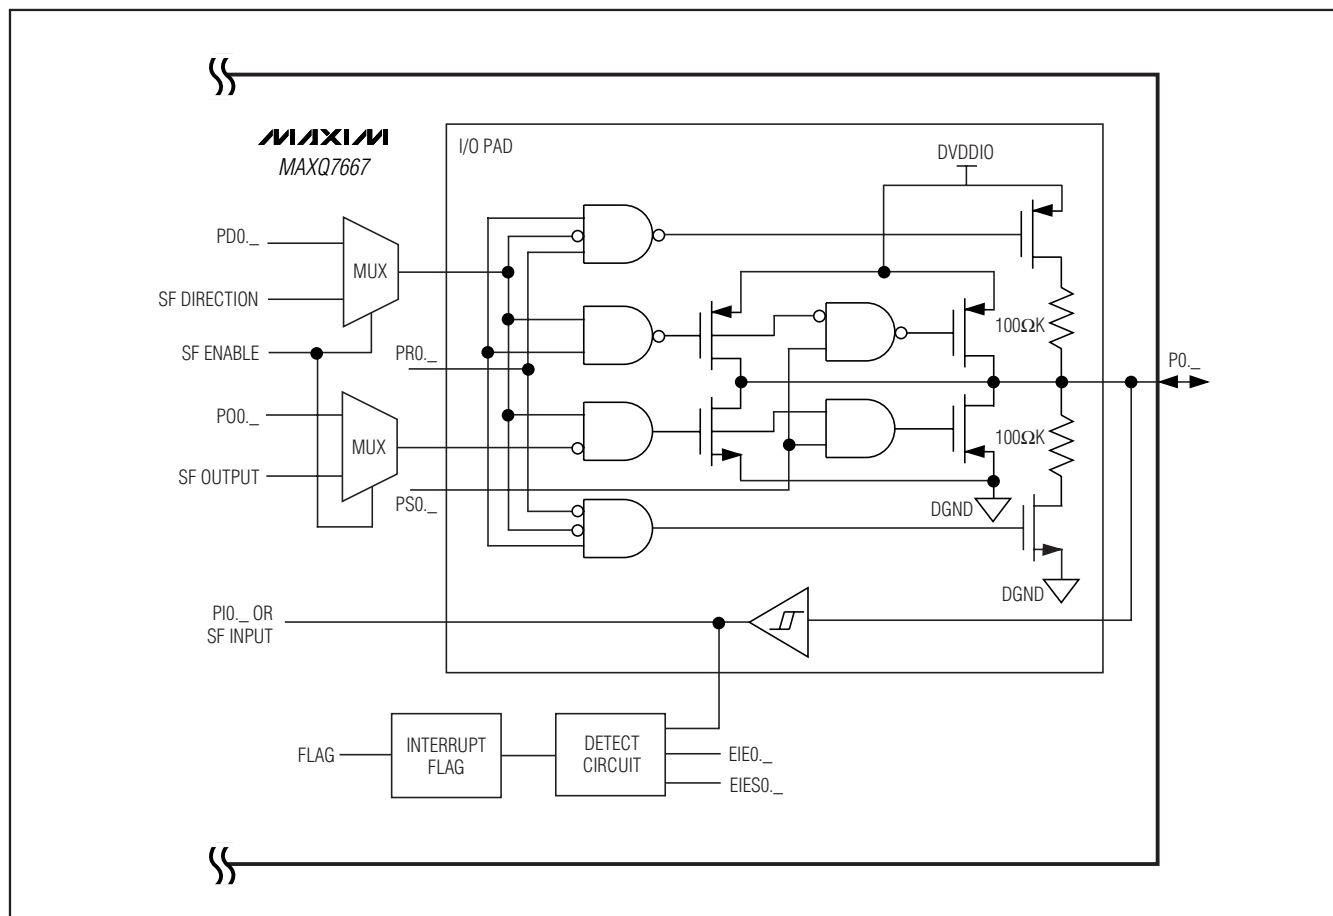 MAXIM
MAXQ7667
I/O PAD
DVDDIO
PD0._
MUX
SF DIRECTION
SF ENABLE
PR0._
100ΩK
P0._
PO0._
MUX
SF OUTPUT
100ΩK
PS0._
DGND
DGND
PI0._ OR
SF INPUT
FLAG
INTERRUPT
FLAG
DETECT
CIRCUIT
EIE0._
EIES0._